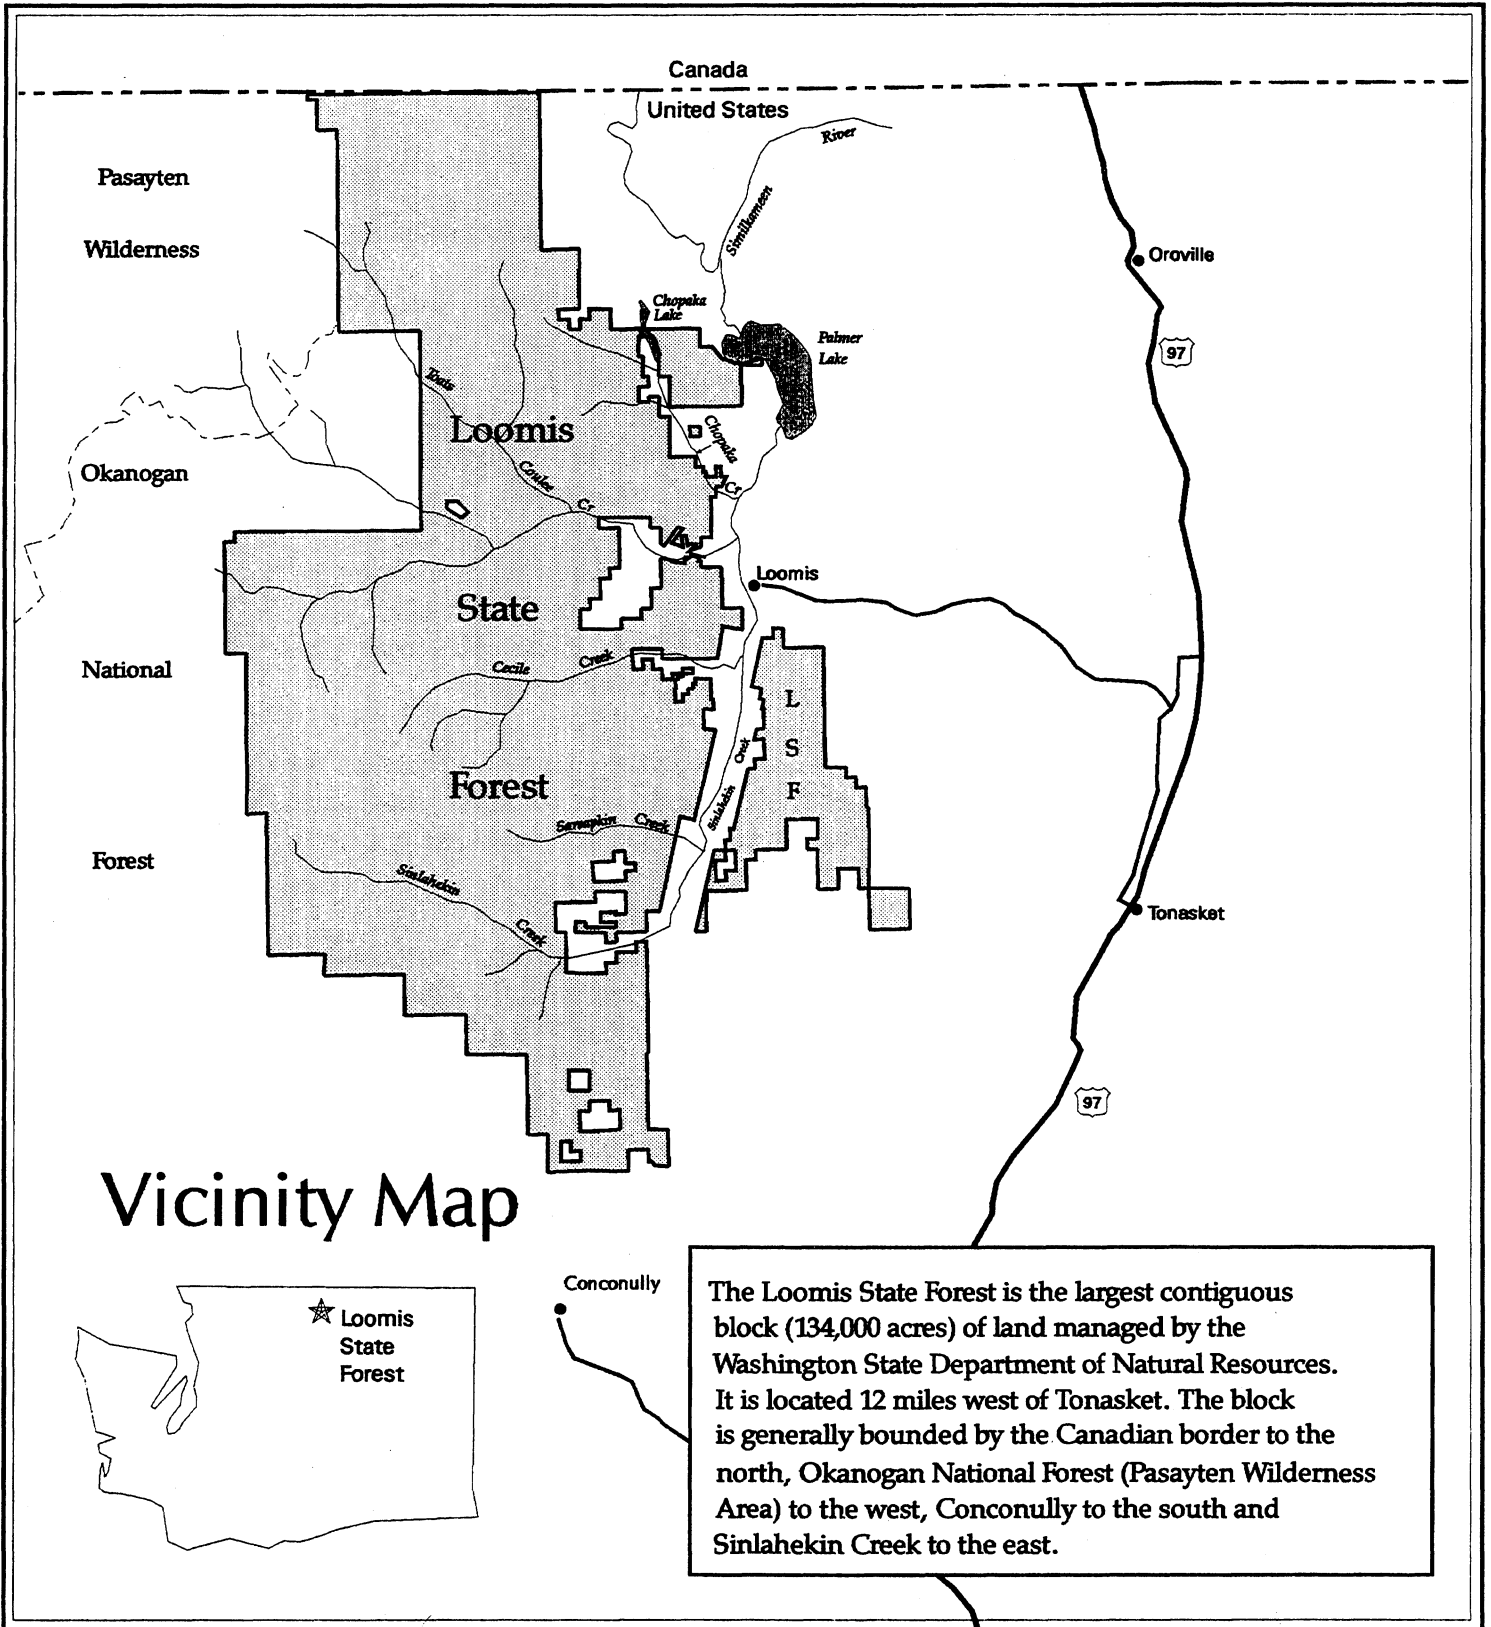 Canada
United States
River
Similkameen
Pasayten
Wilderness
Oroville
Chopaka
Lake
Palmer
Lake
97
Toats
Loomis
Chopaka
Cr
Okanogan
Coulee
Cr
Loomis
State
National
Cecile
Creek
L
S
F
Creek
Sinlahekin
Forest
Sarsapkin Creek
Forest
Sinlahekin
Creek
Tonasket
97
Vicinity Map
Conconully
Loomis
State
Forest
The Loomis State Forest is the largest contiguous
block (134,000 acres) of land managed by the
Washington State Department of Natural Resources.
It is located 12 miles west of Tonasket. The block
is generally bounded by the Canadian border to the
north, Okanogan National Forest (Pasayten Wilderness
Area) to the west, Conconully to the south and
Sinlahekin Creek to the east.